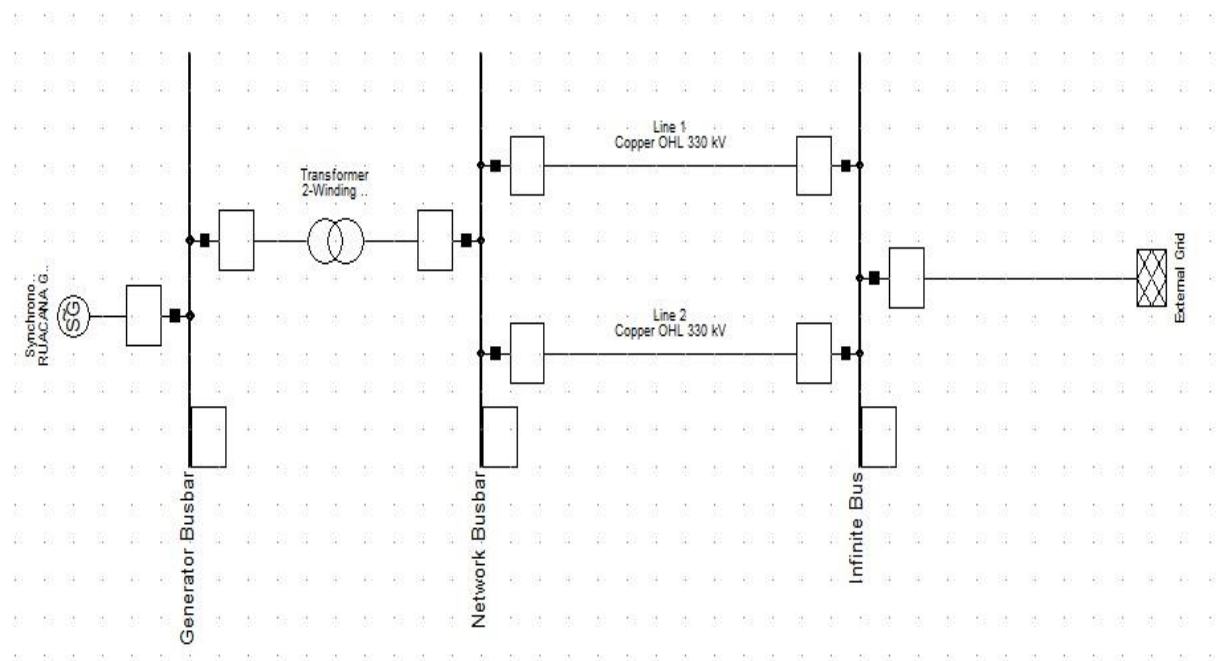 Line 1
Copper OHL 330 kV
Transformer
2-Winding ..
Synchrono..:
RUACANA G..
SG
Line 2
Copper OHL 330 kV
External Grid
Generator Busbar
Network Busbar
Infinite Bus